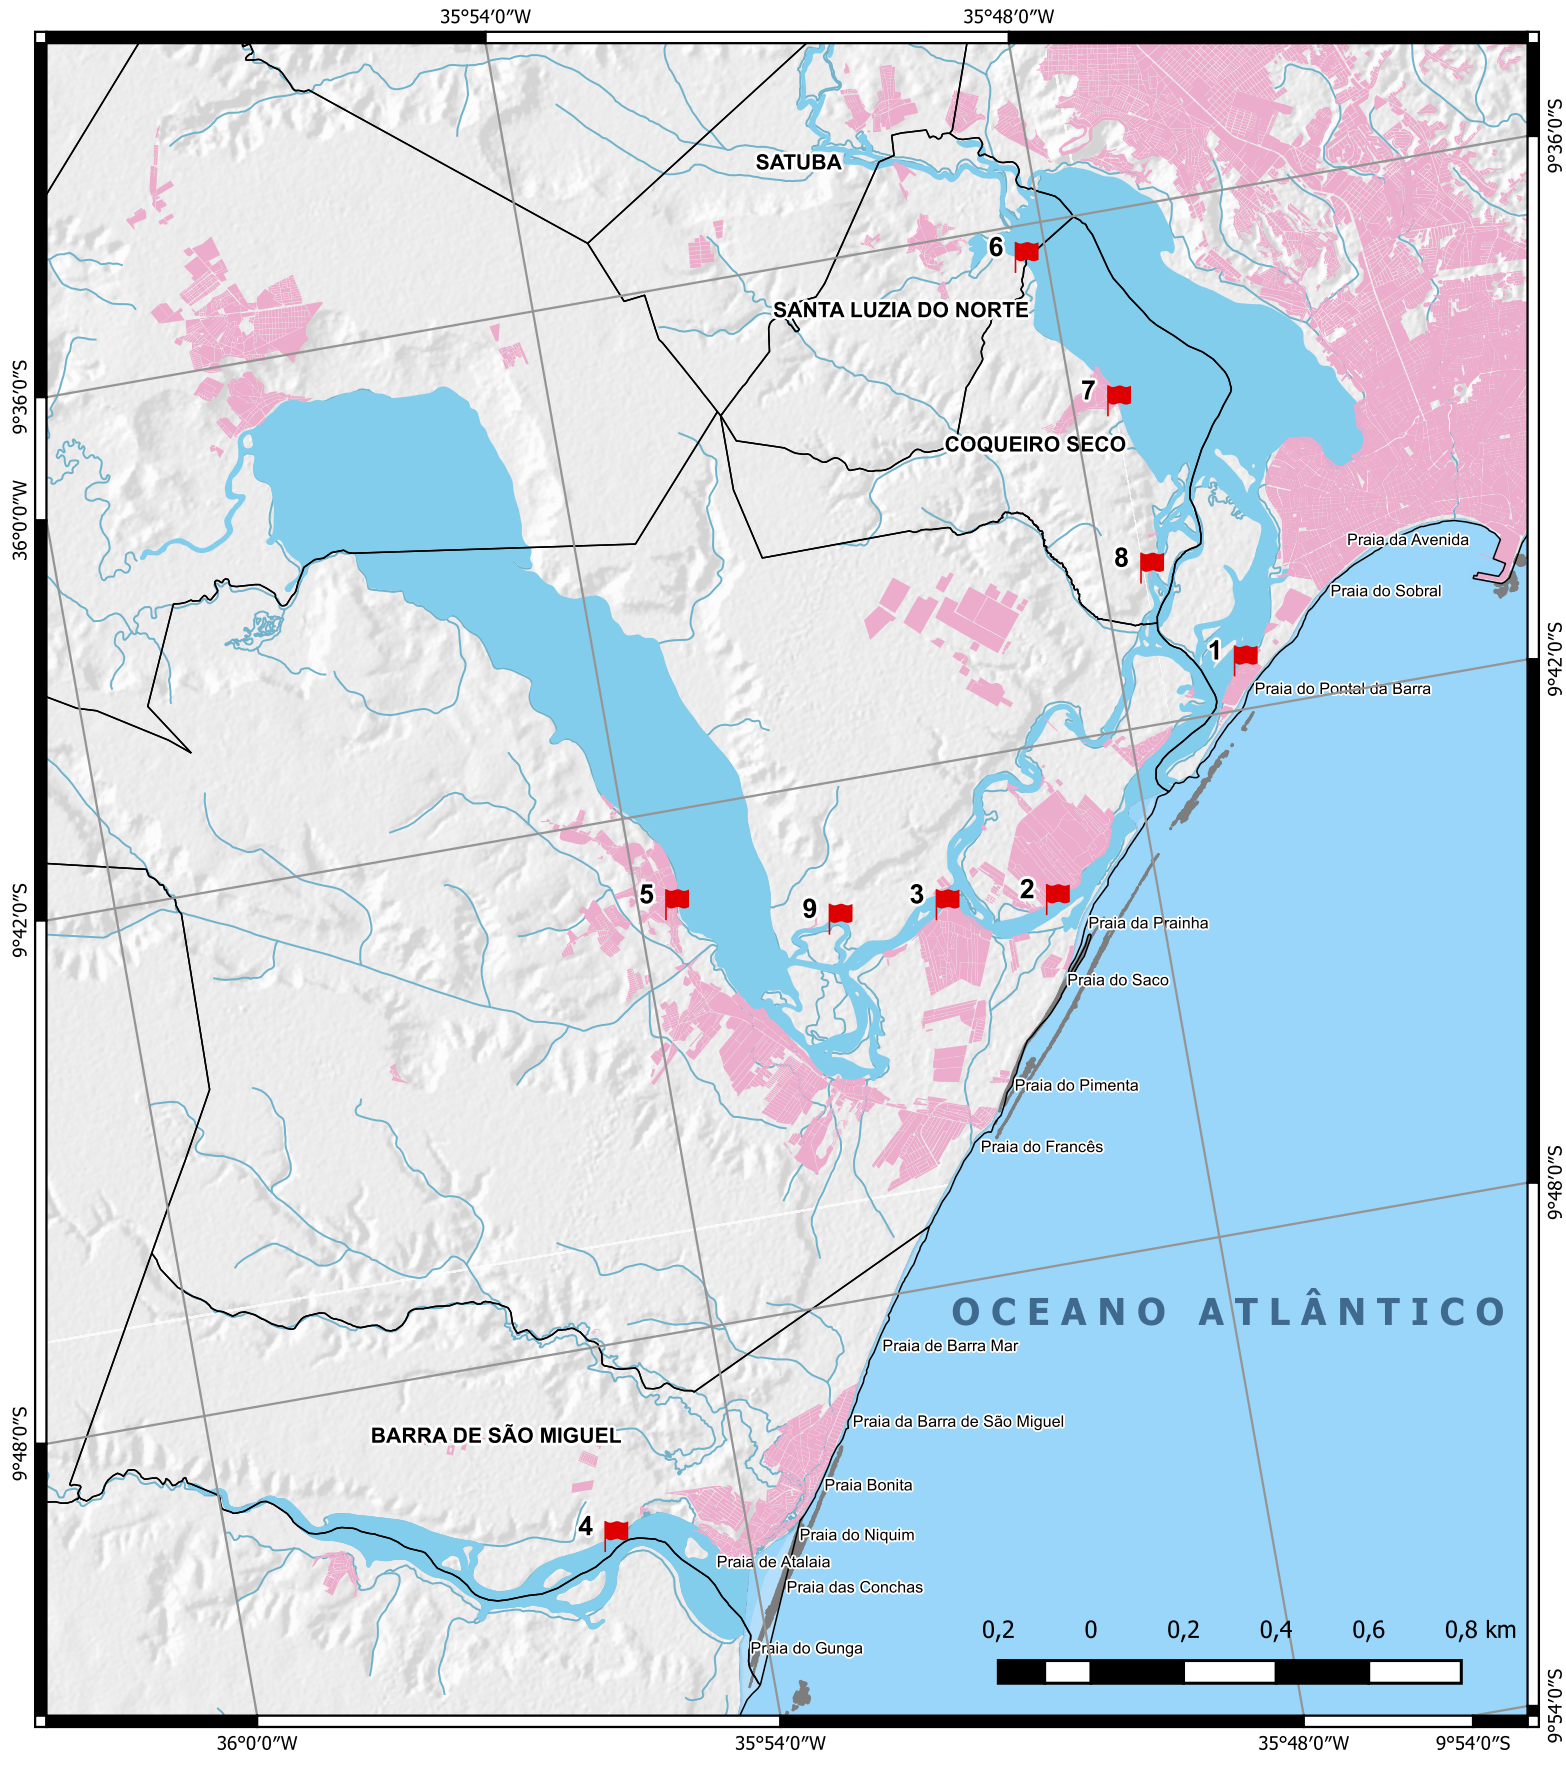 35°54′0″W
35°48′0″W
9°36′0″S
SATUBA
6
SANTA LUZIA DO NORTE
9°36′0″S
7
COQUEIRO SECO
36°0′0″W
Praia da Avenida
8
Praia do Sobral
1
9°42′0″S
Praia do Pontal da Barra
5
9
3
2
9°42′0″S
Praia da Prainha
Praia do Saco
Praia do Pimenta
Praia do Francês
9°48′0″S
OCEANO ATLÂNTICO
Praia de Barra Mar
Praia da Barra de São Miguel
BARRA DE SÃO MIGUEL
9°48′0″S
Praia Bonita
4
Praia do Niquim
Praia de Atalaia
Praia das Conchas
Praia do Gunga
0,2 0 0,2 0,4 0,6 0,8 km
9°54′0″S
36°0′0″W
35°54′0″W
35°48′0″W
9°54′0″S